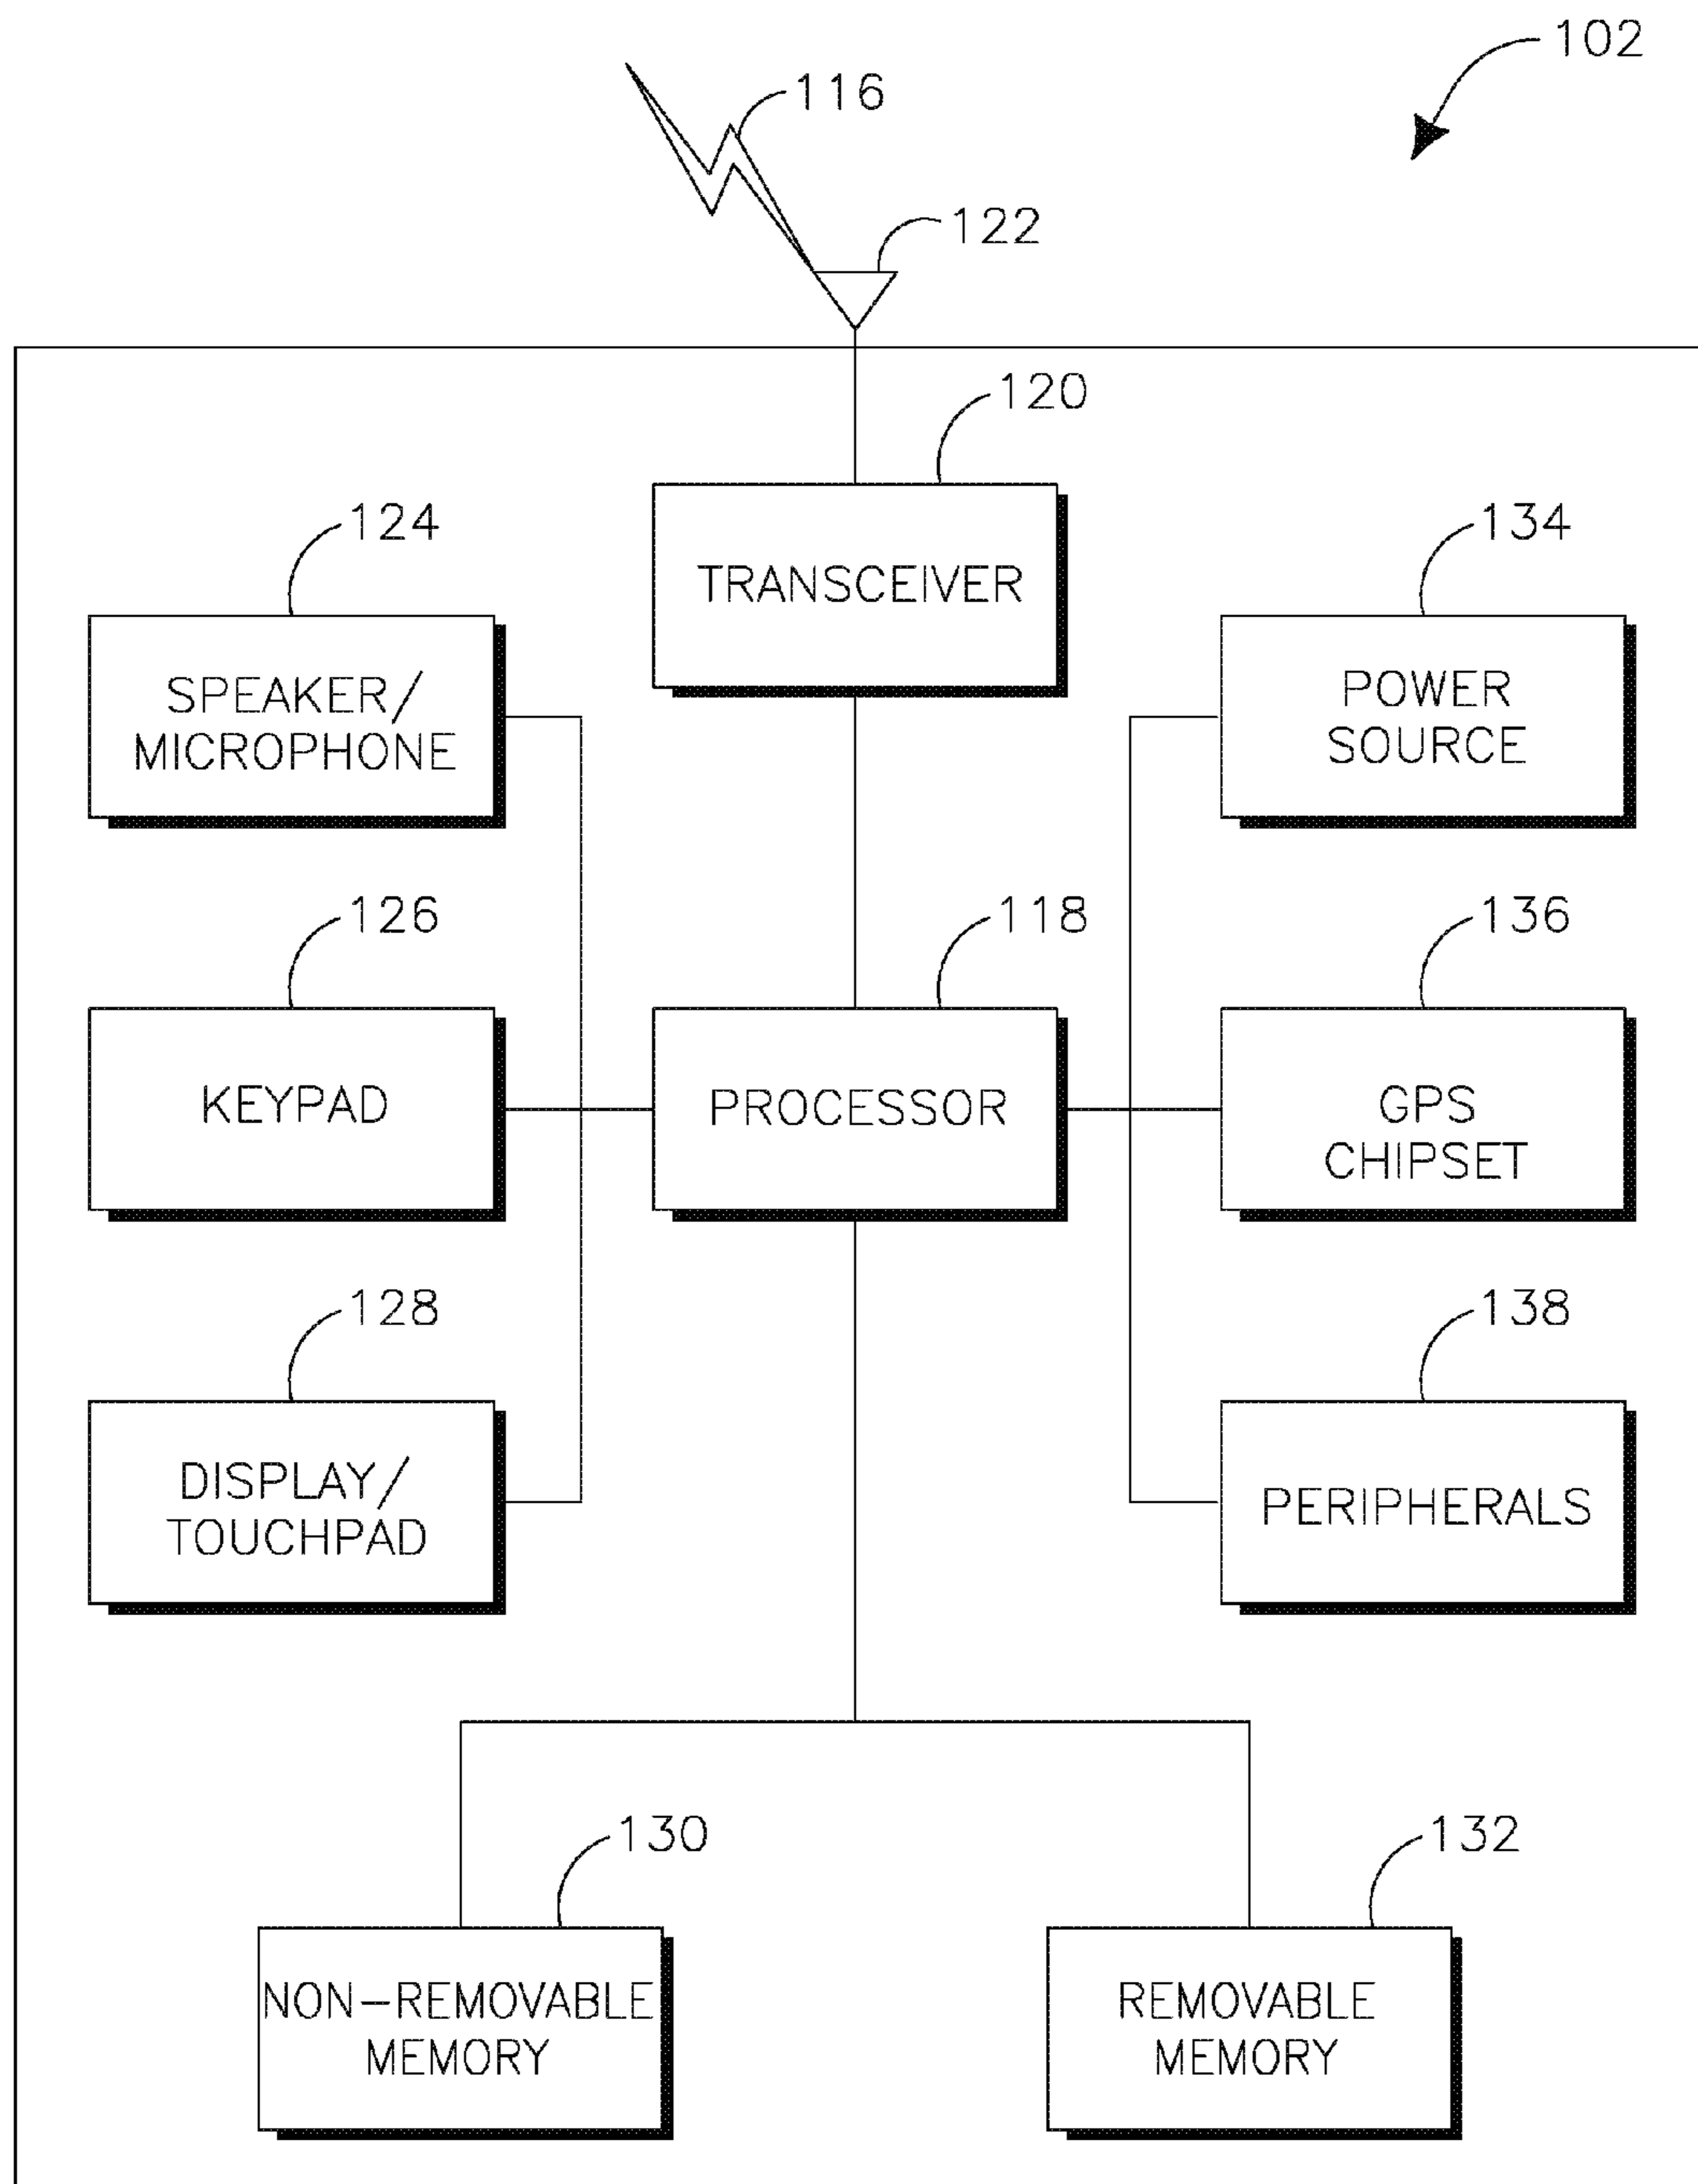 102
116
122
120
TRANSCEIVER
124
SPEAKER/
MICROPHONE
134
POWER
SOURCE
126
KEYPAD
118
PROCESSOR
136
GPS
CHIPSET
128
DISPLAY/
TOUCHPAD
138
PERIPHERALS
130
NON-REMOVABLE
MEMORY
132
REMOVABLE
MEMORY